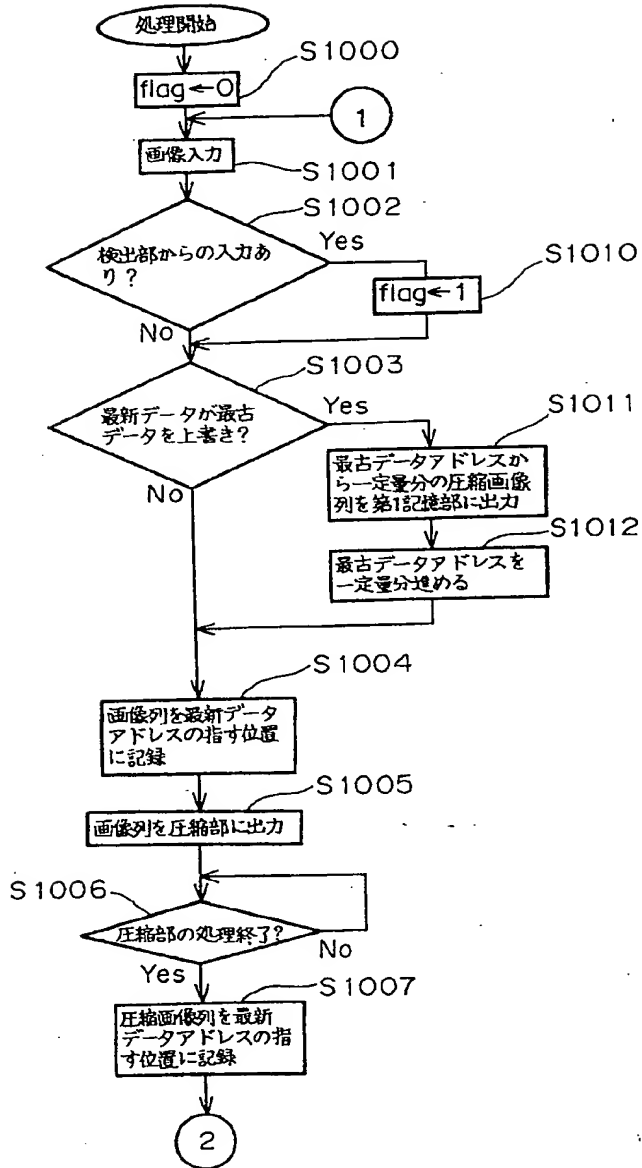 処理開始
S1000
flag←0
1
画像入力
S1001
S1002
検出部からの入力あ
り？
Yes
S1010
flag←1
No
S1003
最新データが最古
データを上書き？
Yes
S1011
最古データアドレスか
ら一定量分の圧縮画像
列を第1記憶部に出力
No
S1012
最古データアドレスを
一定量分進める
S1004
画像列を最新データ
アドレスの指す位置
に記録
S1005
画像列を圧縮部に出力
S1006
圧縮部の処理終了？
No
Yes
S1007
圧縮画像列を最新
データアドレスの指
す位置に記録
2